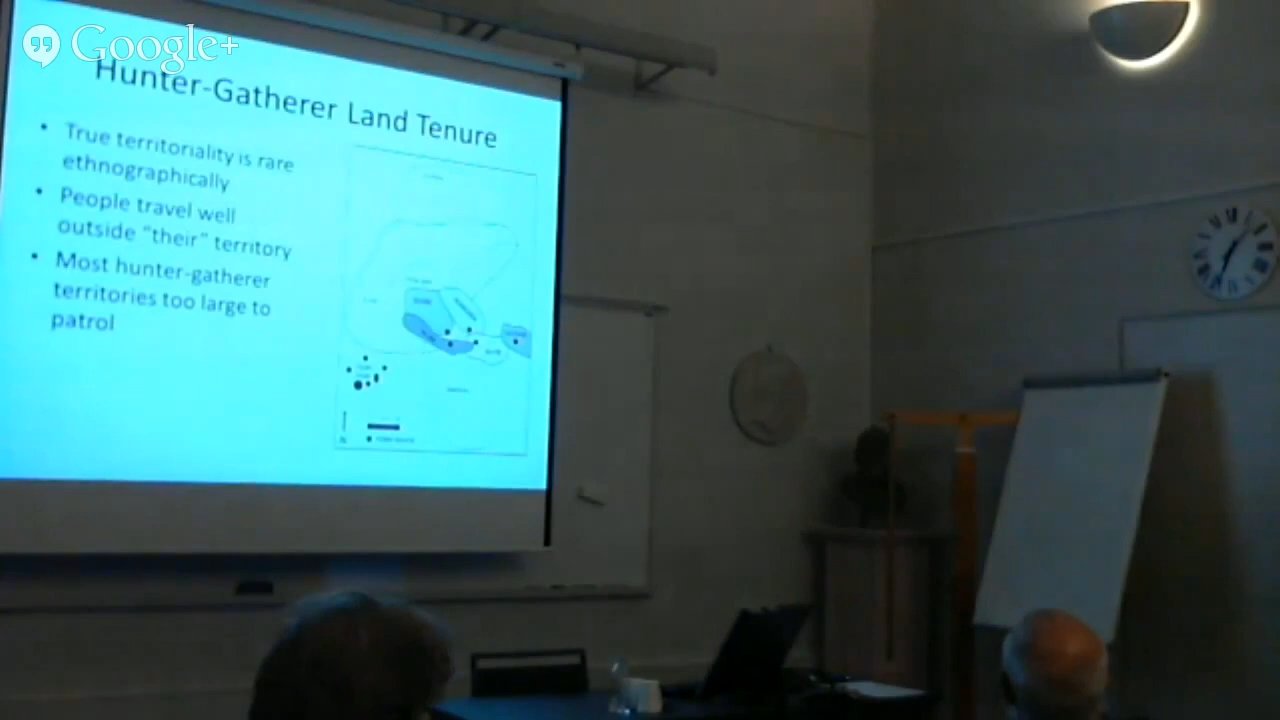 Google+
Hunter-Gatherer Land Tenure
• True territoriality is rare
ethnographically
• People travel well
outside "their" territory
• Most hunter-gatherer
territories too large to
patrol